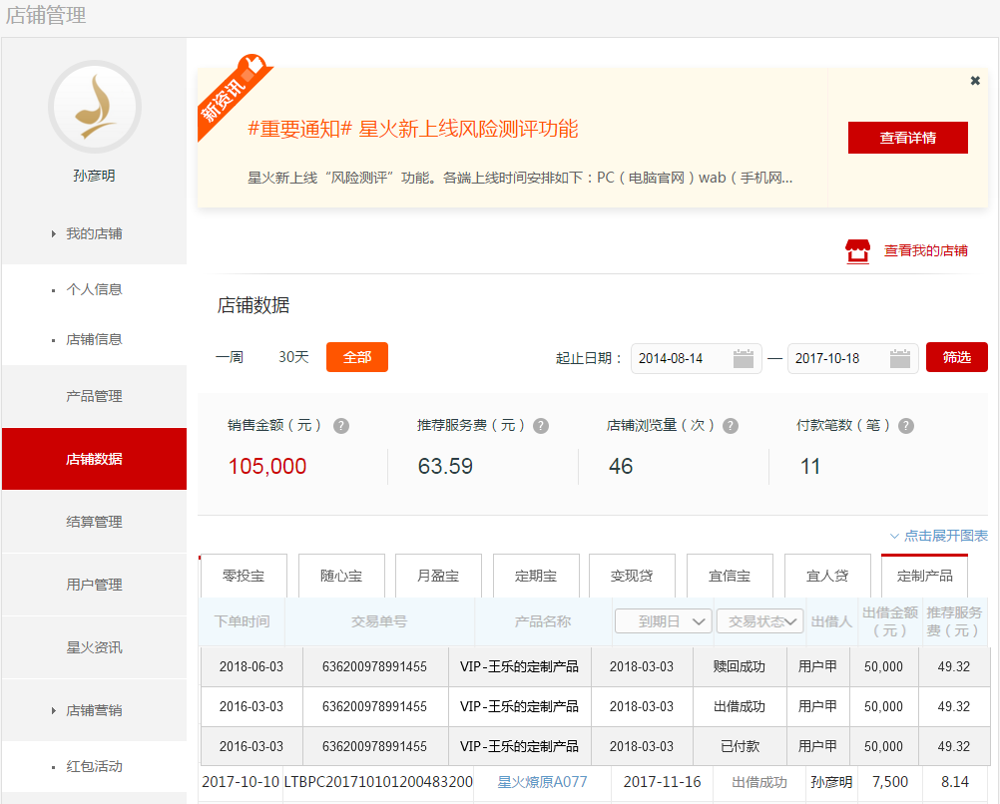 店铺管理
孙彦明
我的店铺
个人信息
店铺信息
产品管理
店铺数据
结算管理
用户管理
星火资讯
店铺营销
红包活动
新资讯
#重要通知# 星火新上线风险测评功能
星火新上线“风险测评”功能。各端上线时间安排如下：PC（电脑官网）wab（手机网...
查看详情
查看我的店铺
店铺数据
一周 30天 全部 起止日期： 2014-08-14 — 2017-10-18 筛选
销售金额（元） ? 推荐服务费（元） ? 店铺浏览量（次） ? 付款笔数（笔） ?
105,000 63.59 46 11
点击展开图表
零投宝 随心宝 月盈宝 定期宝 变现贷 宜信宝 宜人贷 定制产品
下单时间 交易单号 产品名称 到期日 交易状态 出借人 出借金额（元） 推荐服务费（元）
2018-06-03 636200978991455 VIP-王乐的定制产品 2018-03-03 赎回成功 用户甲 50,000 49.32
2016-03-03 636200978991455 VIP-王乐的定制产品 2018-03-03 出借成功 用户甲 50,000 49.32
2016-03-03 636200978991455 VIP-王乐的定制产品 2018-03-03 已付款 用户甲 50,000 49.32
2017-10-10 LTBPC201710101200483200 星火燎原A077 2017-11-16 出借成功 孙彦明 7,500 8.14